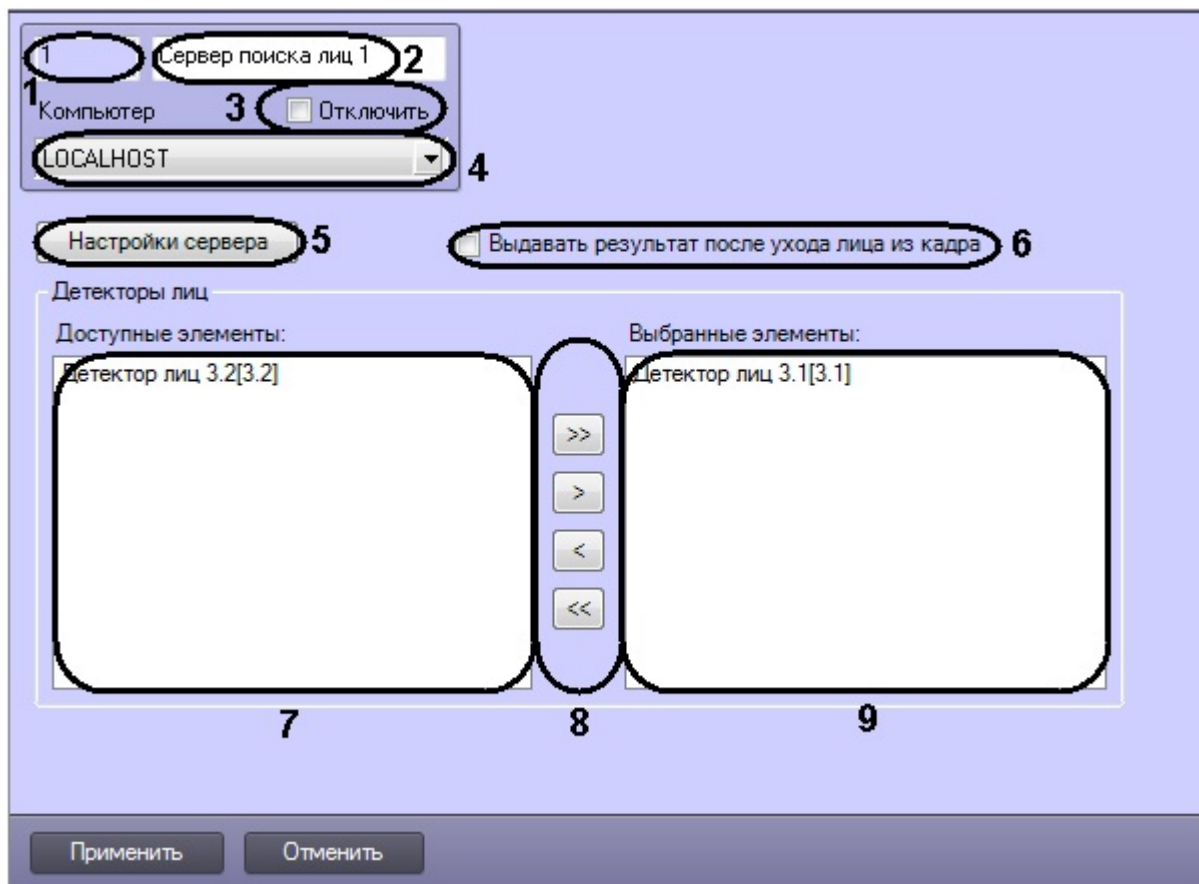 1 Сервер поиска лиц 1 2
1 Компьютер 3 Отключить
LOCALHOST 4
Настройки сервера 5 Выдавать результат после ухода лица из кадра 6
Детекторы лиц
Доступные элементы: Выбранные элементы:
Детектор лиц 3.2[3.2] Детектор лиц 3.1[3.1]
>>
>
<
<<
7 8 9
Применить Отменить